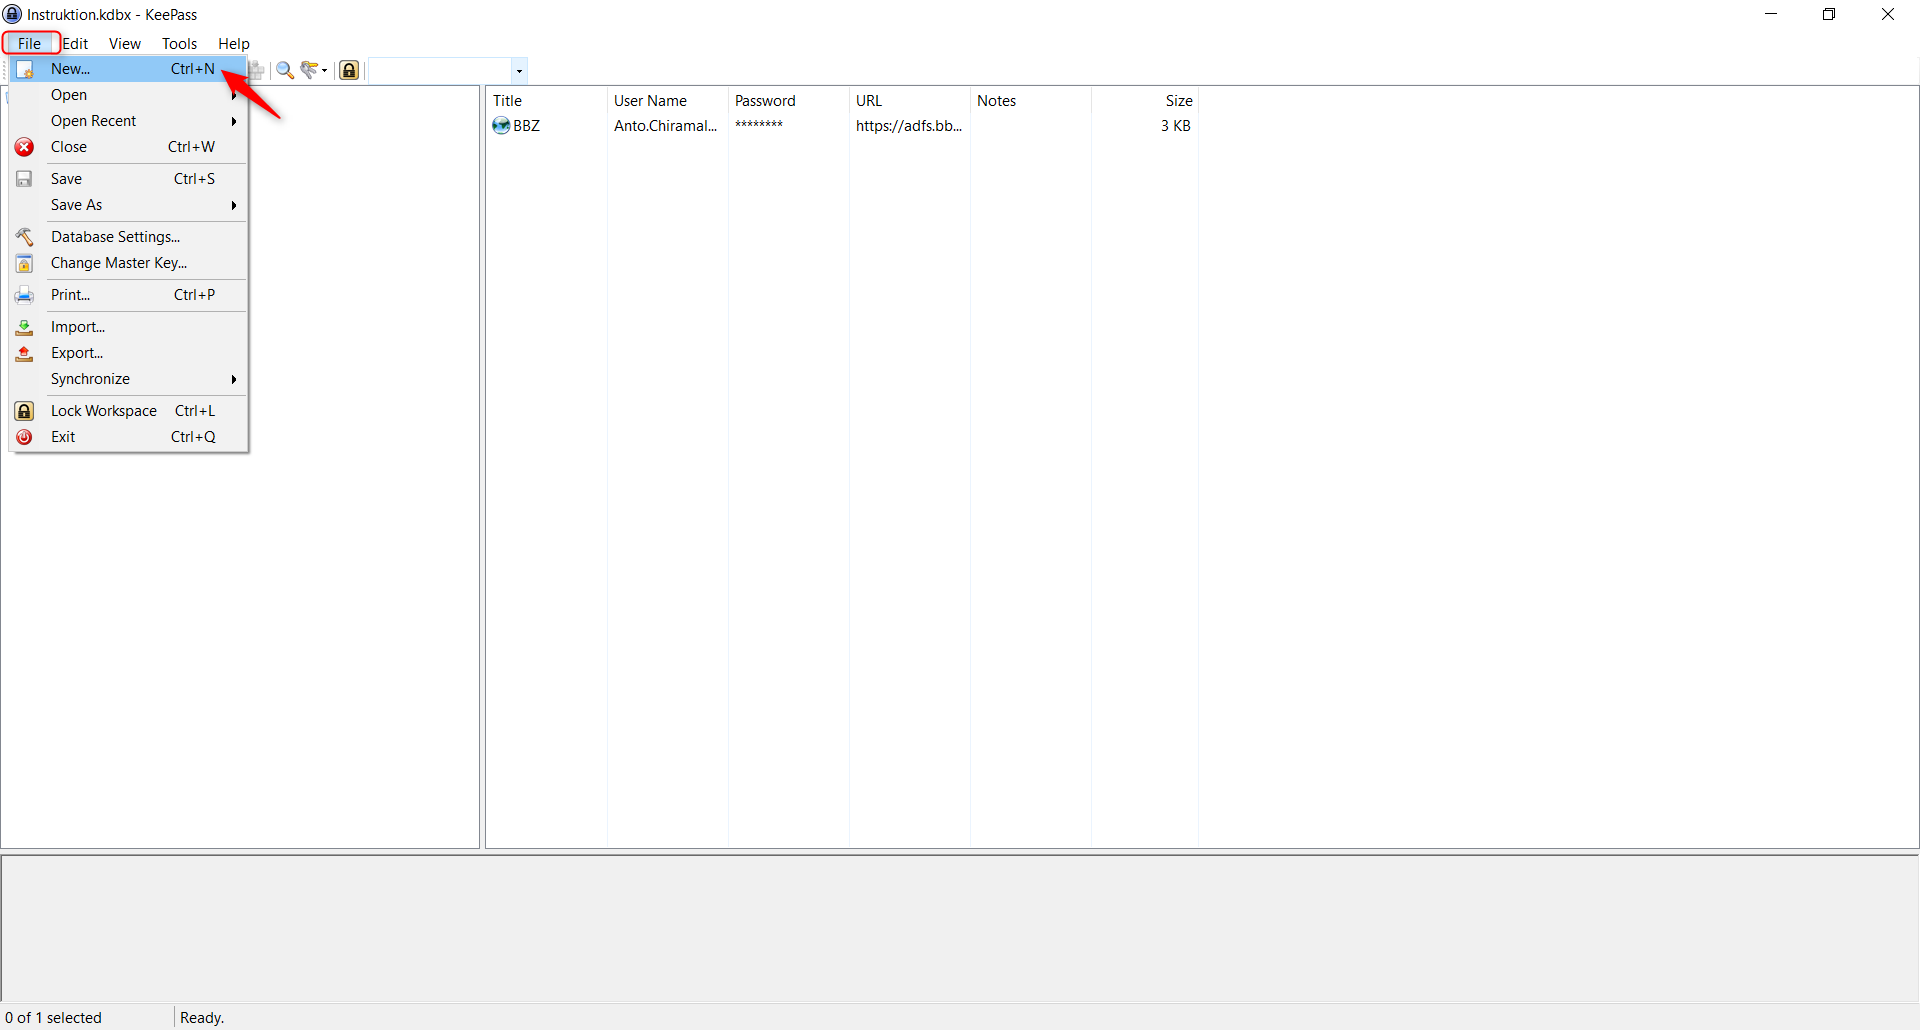 Instruktion.kdbx - KeePass
File Edit View Tools Help
New... Ctrl+N
Open
Open Recent
Close Ctrl+W
Save Ctrl+S
Save As
Database Settings...
Change Master Key...
Print... Ctrl+P
Import...
Export...
Synchronize
Lock Workspace Ctrl+L
Exit Ctrl+Q
Title User Name Password URL Notes Size
BBZ Anto.Chiramal... ******** https://adfs.bb... 3 KB
0 of 1 selected Ready.